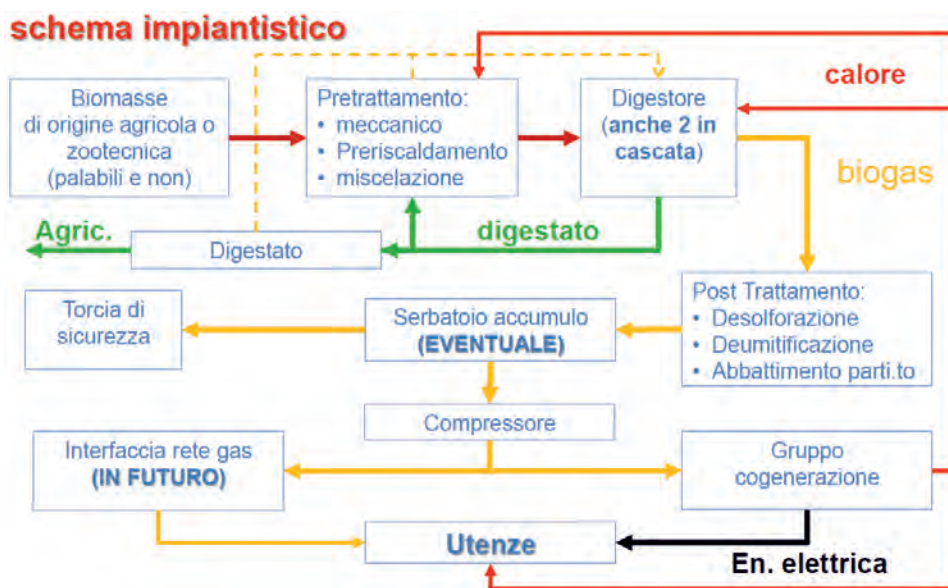 schema impiantistico
calore
Biomasse
di origine agricola o
zootecnica
(palabili e non)
Pretrattamento:
• meccanico
• Preriscaldamento
• miscelazione
Digestore
(anche 2 in
cascata)
biogas
Agric.
Digestato
digestato
Torcia di
sicurezza
Serbatoio accumulo
(EVENTUALE)
Post Trattamento:
• Desolforazione
• Deumitificazione
• Abbattimento parti.to
Compressore
Interfaccia rete gas
(IN FUTURO)
Gruppo
cogenerazione
Utenze
En. elettrica